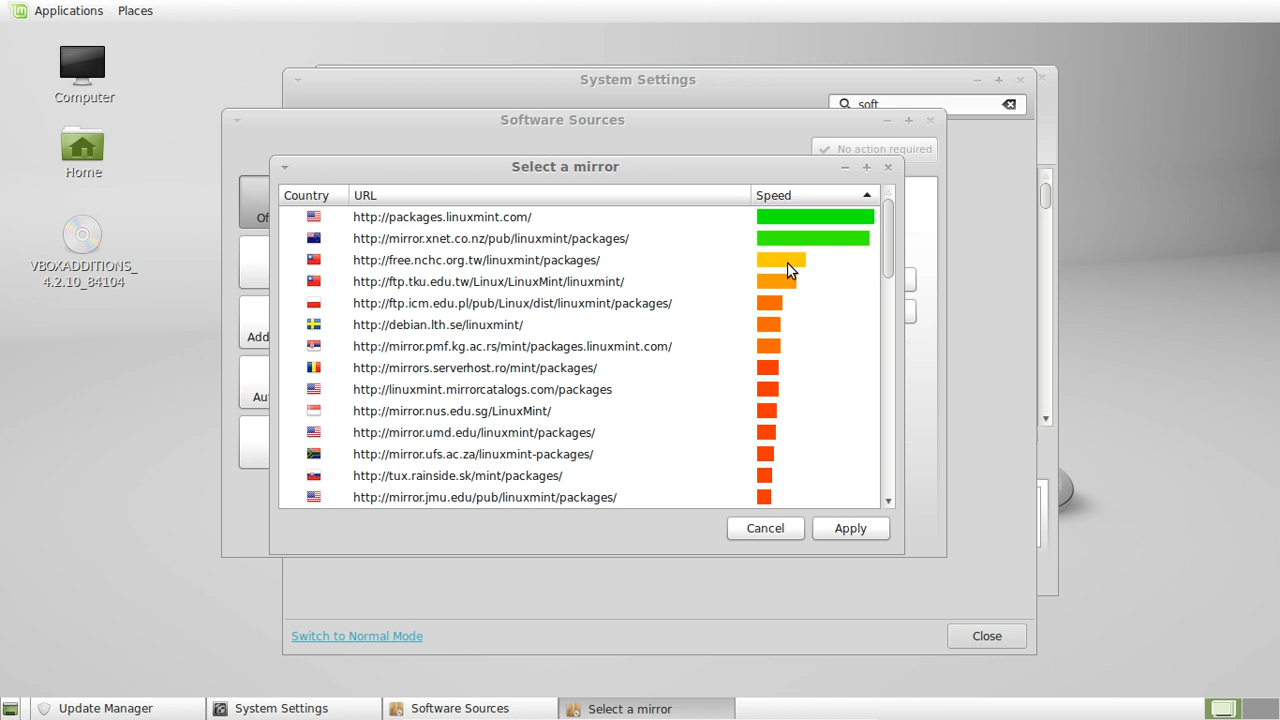 Applications Places
Computer
Home
VBOXADDITIONS_
4.2.10_84104
System Settings
soft
Software Sources
No action required
Select a mirror
Country URL Speed
http://packages.linuxmint.com/
http://mirror.xnet.co.nz/pub/linuxmint/packages/
http://free.nchc.org.tw/linuxmint/packages/
http://ftp.tku.edu.tw/Linux/LinuxMint/linuxmint/
http://ftp.icm.edu.pl/pub/Linux/dist/linuxmint/packages/
http://debian.lth.se/linuxmint/
http://mirror.pmf.kg.ac.rs/mint/packages.linuxmint.com/
http://mirrors.serverhost.ro/mint/packages/
http://linuxmint.mirrorcatalogs.com/packages
http://mirror.nus.edu.sg/LinuxMint/
http://mirror.umd.edu/linuxmint/packages/
http://mirror.ufs.ac.za/linuxmint-packages/
http://tux.rainside.sk/mint/packages/
http://mirror.jmu.edu/pub/linuxmint/packages/
Of
Add
Au
Cancel Apply
Switch to Normal Mode Close
Update Manager System Settings Software Sources Select a mirror